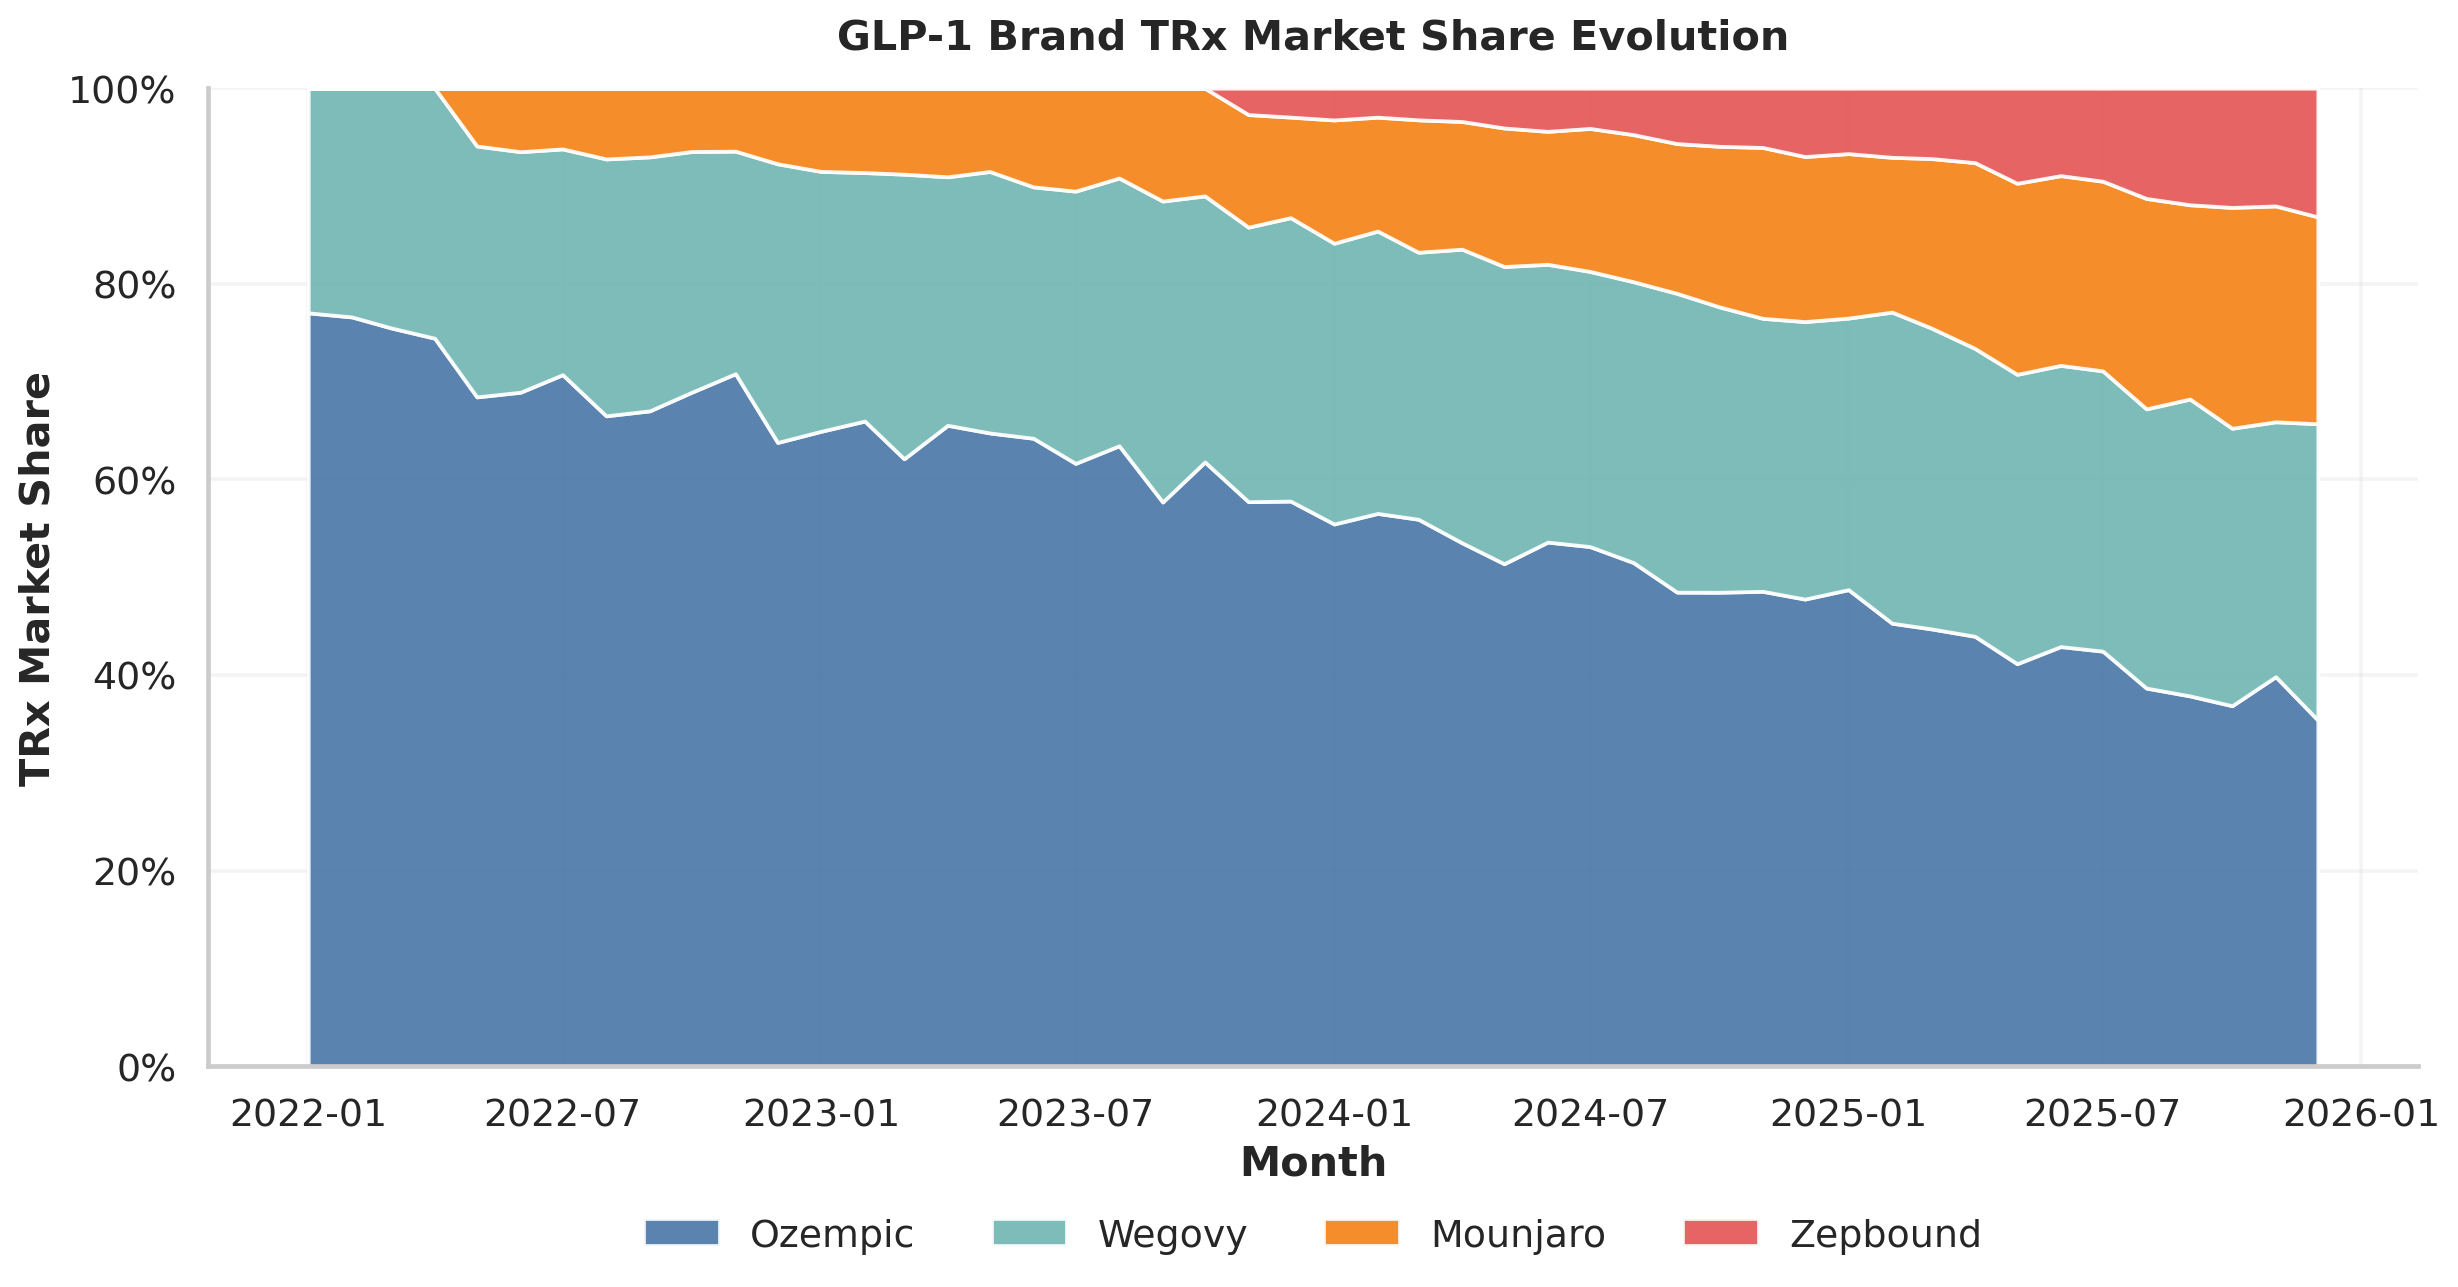 GLP-1 Brand TRx Market Share Evolution
100%
80%
60%
40%
20%
0%
TRx Market Share
2022-01 2022-07 2023-01 2023-07 2024-01 2024-07 2025-01 2025-07 2026-01
Month
Ozempic Wegovy Mounjaro Zepbound